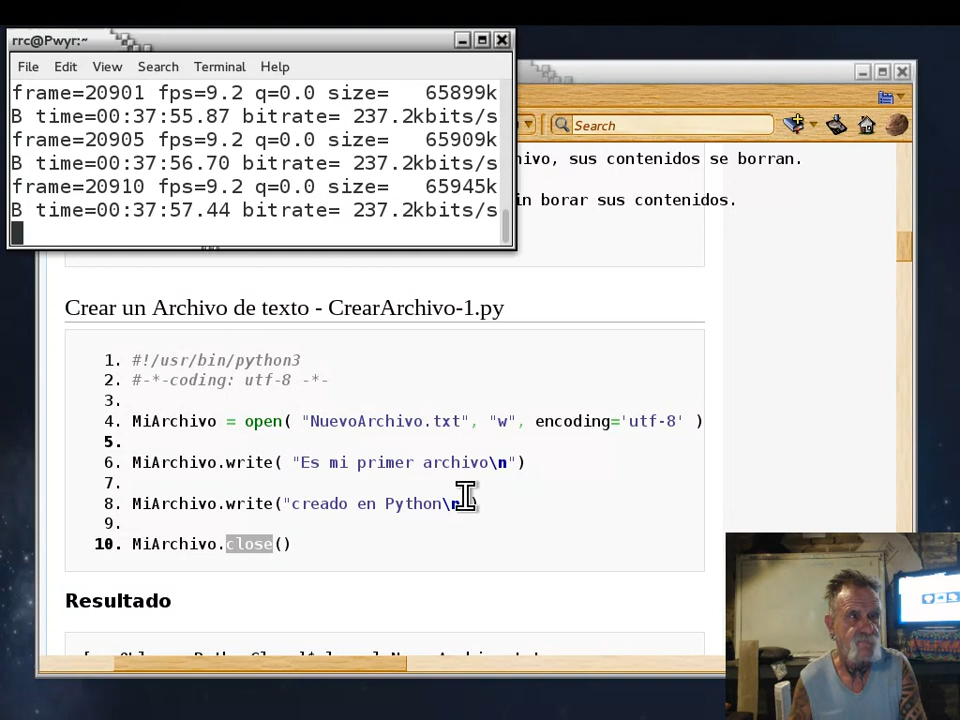 rrc@Pwyr:~
File Edit View Search Terminal Help
frame=20901 fps=9.2 q=0.0 size=   65899k
B time=00:37:55.87 bitrate= 237.2kbits/s
frame=20905 fps=9.2 q=0.0 size=   65909k
B time=00:37:56.70 bitrate= 237.2kbits/s
frame=20910 fps=9.2 q=0.0 size=   65945k
B time=00:37:57.44 bitrate= 237.2kbits/s
Search
sus contenidos se borran.
sus contenidos.
Crear un Archivo de texto - CrearArchivo-1.py
1. #!/usr/bin/python3
2. #-*-coding: utf-8 -*-
3.
4. MiArchivo = open( "NuevoArchivo.txt", "w", encoding='utf-8' )
5.
6. MiArchivo.write( "Es mi primer archivo\n")
7.
8. MiArchivo.write("creado en Python\n")
9.
10. MiArchivo.close()
Resultado